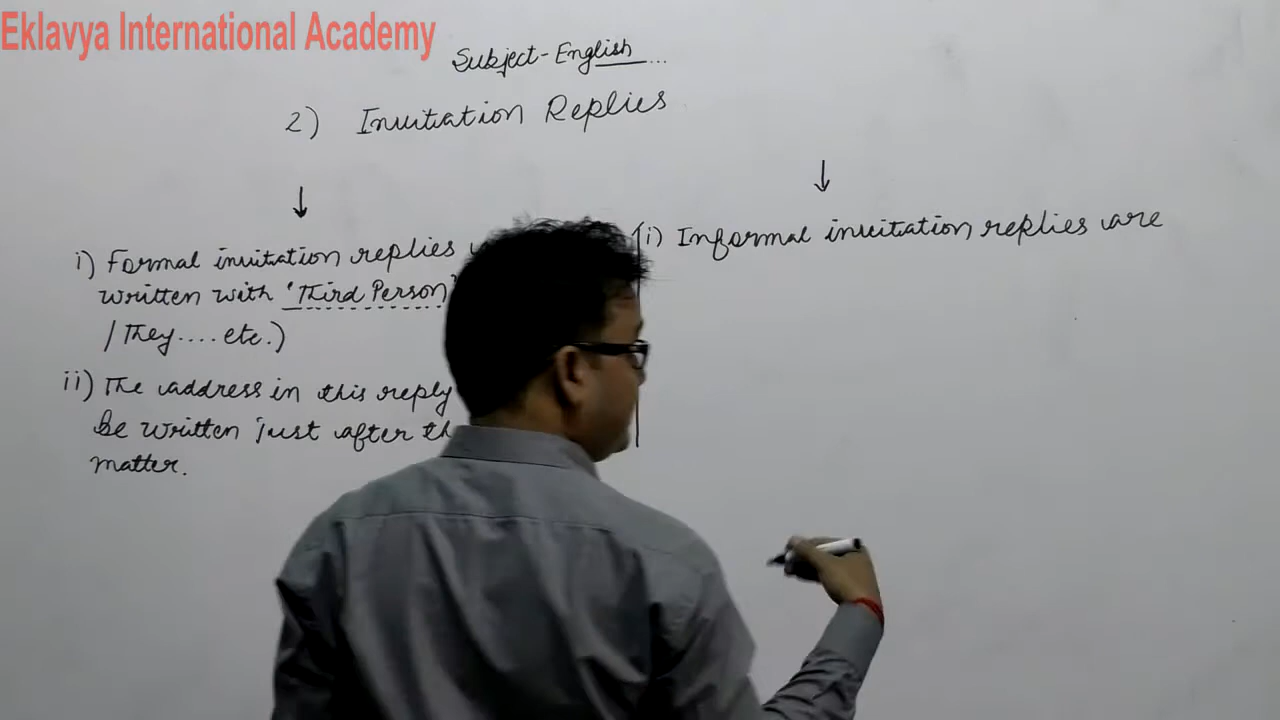 Eklavya International Academy
Subject-English...
2) Invitation Replies
↓
↓
i) Formal invitation replies
written with 'Third Person'
/They....etc.)
ii) The address in this reply
be written just after
matter.
(i) Informal invitation replies are